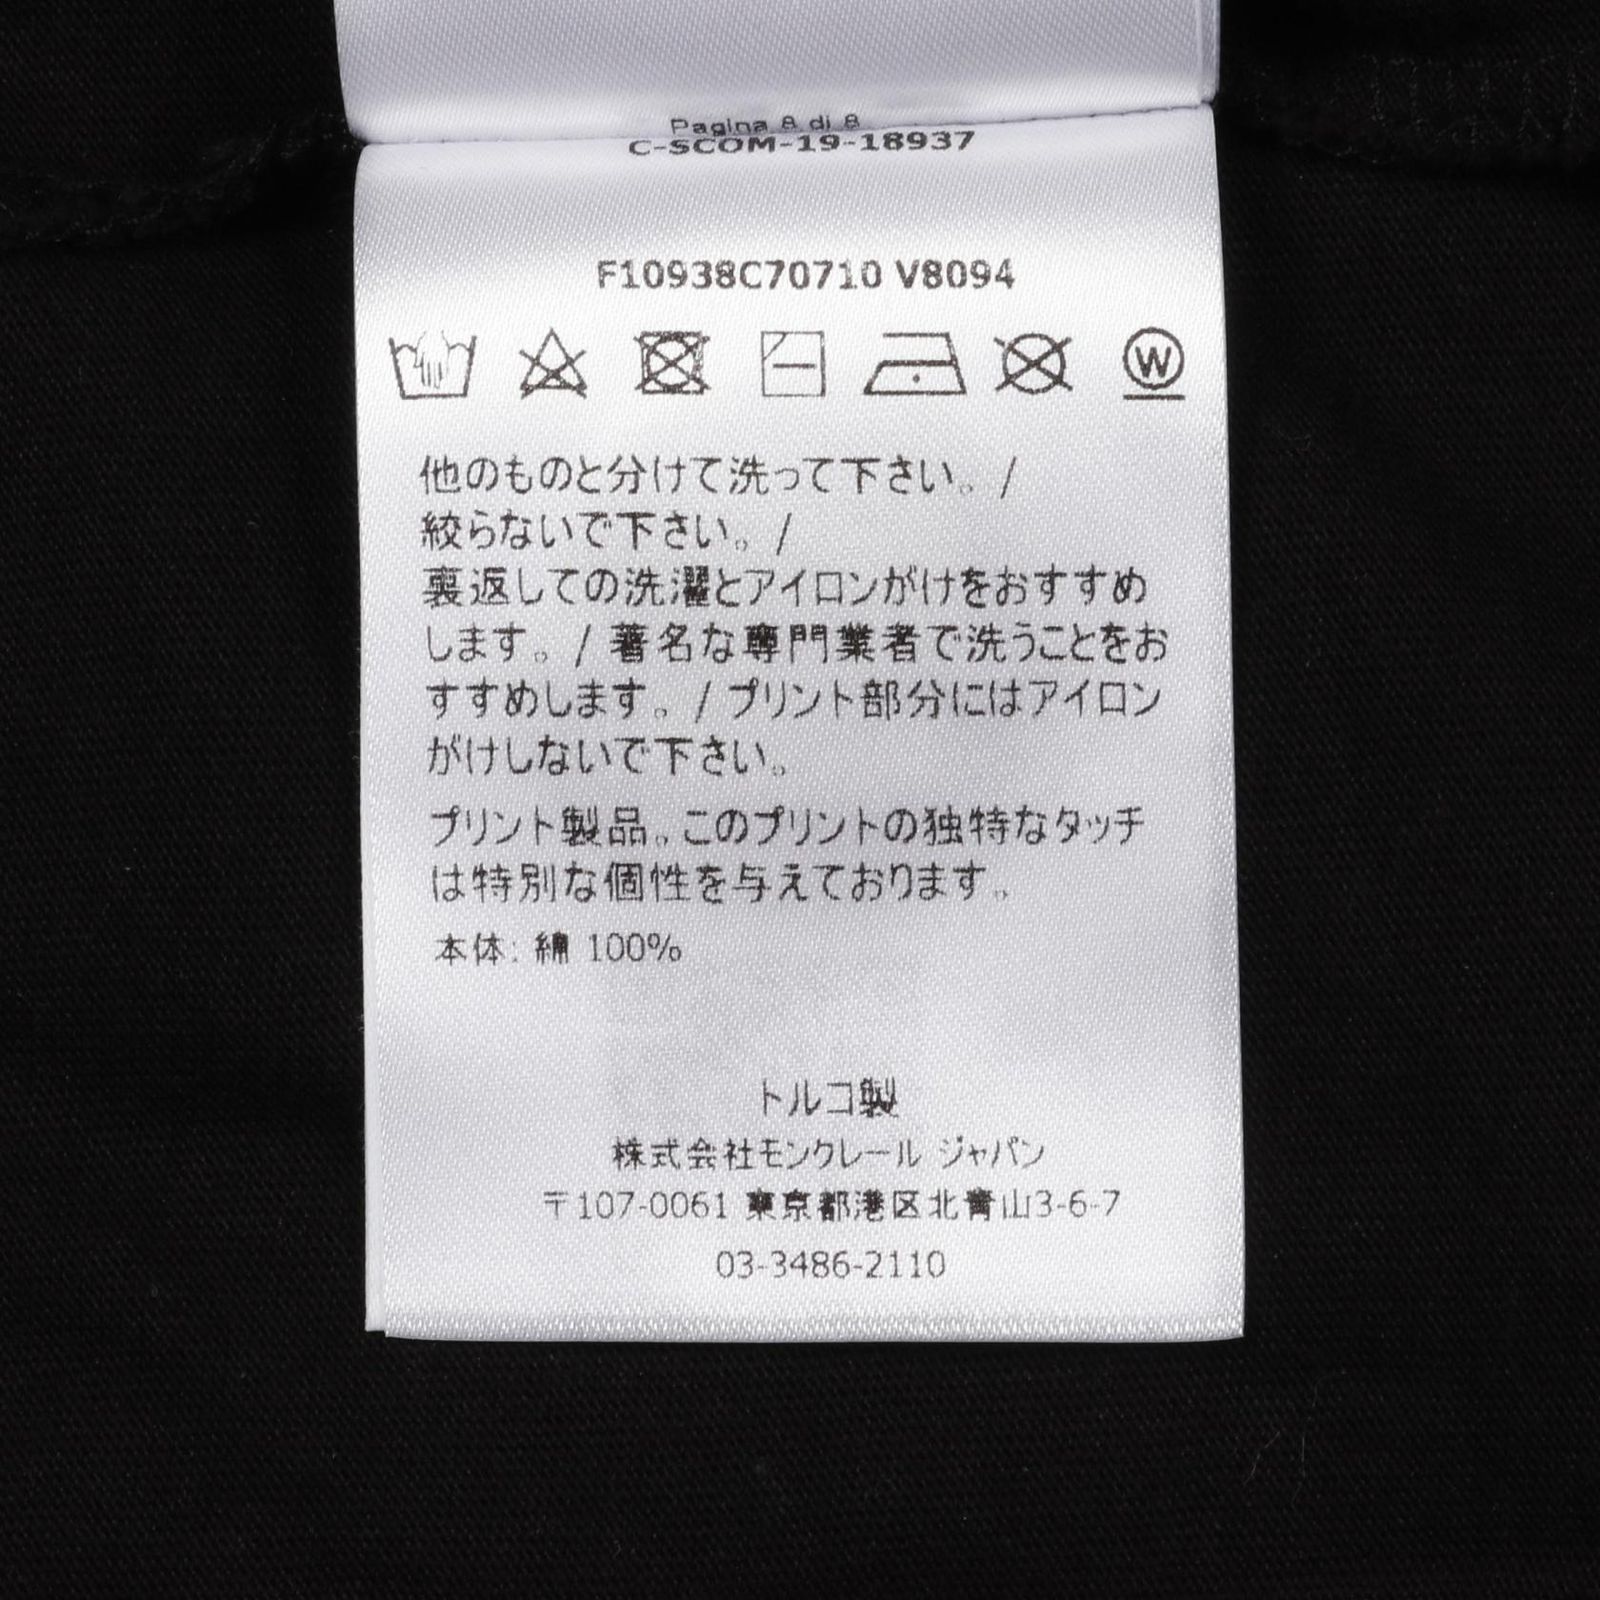 Pagina 8 di 8
C-SCOM-19-18937
F10938C70710 V8094
W
他のものと分けて洗って下さい。/
絞らないで下さい。/
裏返しての洗濯とアイロンがけをおすすめ
します。/ 著名な専門業者で洗うことをお
すすめします。/ プリント部分にはアイロン
がけしないで下さい。
プリント製品。このプリントの独特なタッチ
は特別な個性を与えております。
本体: 綿 100%
トルコ製
株式会社モンクレール ジャパン
〒107-0061 東京都港区北青山3-6-7
03-3486-2110